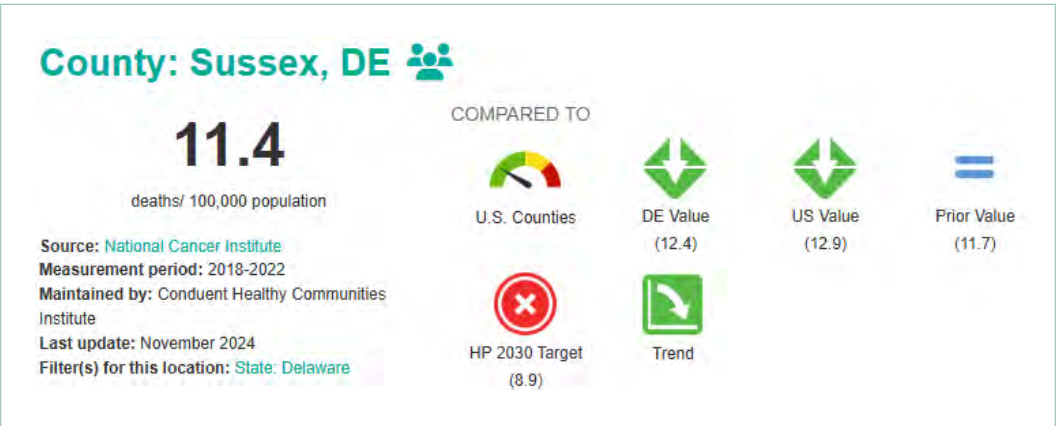 County: Sussex, DE
11.4
deaths/ 100,000 population
Source: National Cancer Institute
Measurement period: 2018-2022
Maintained by: Conduent Healthy Communities
Institute
Last update: November 2024
Filter(s) for this location: State: Delaware
COMPARED TO
U.S. Counties
DE Value
(12.4)
US Value
(12.9)
Prior Value
(11.7)
HP 2030 Target
(8.9)
Trend